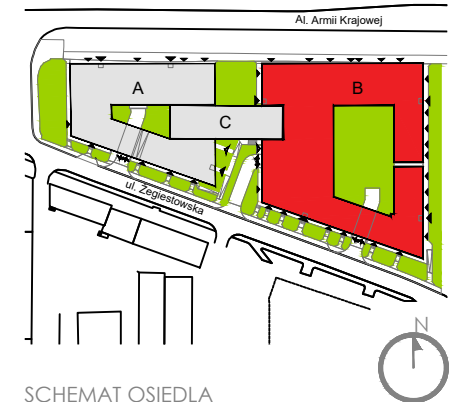 Al. Armii Krajowej
A
B
C
ul. Żegiestowska
N
SCHEMAT OSIEDLA